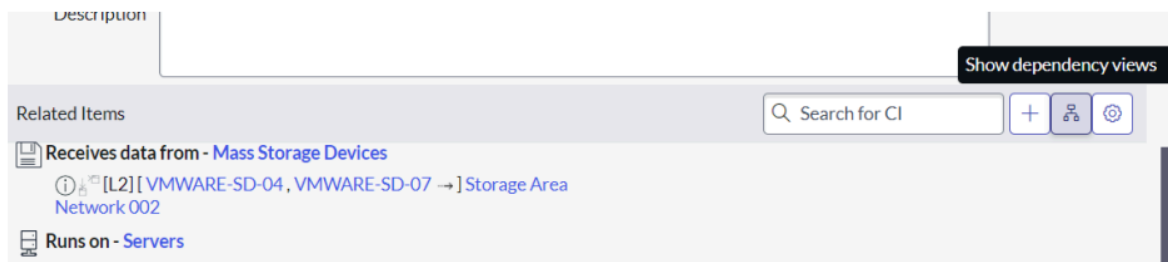 Description
Show dependency views
Related Items
Search for CI
Receives data from - Mass Storage Devices
[L2] [ VMWARE-SD-04 , VMWARE-SD-07 → ] Storage Area
Network 002
Runs on - Servers